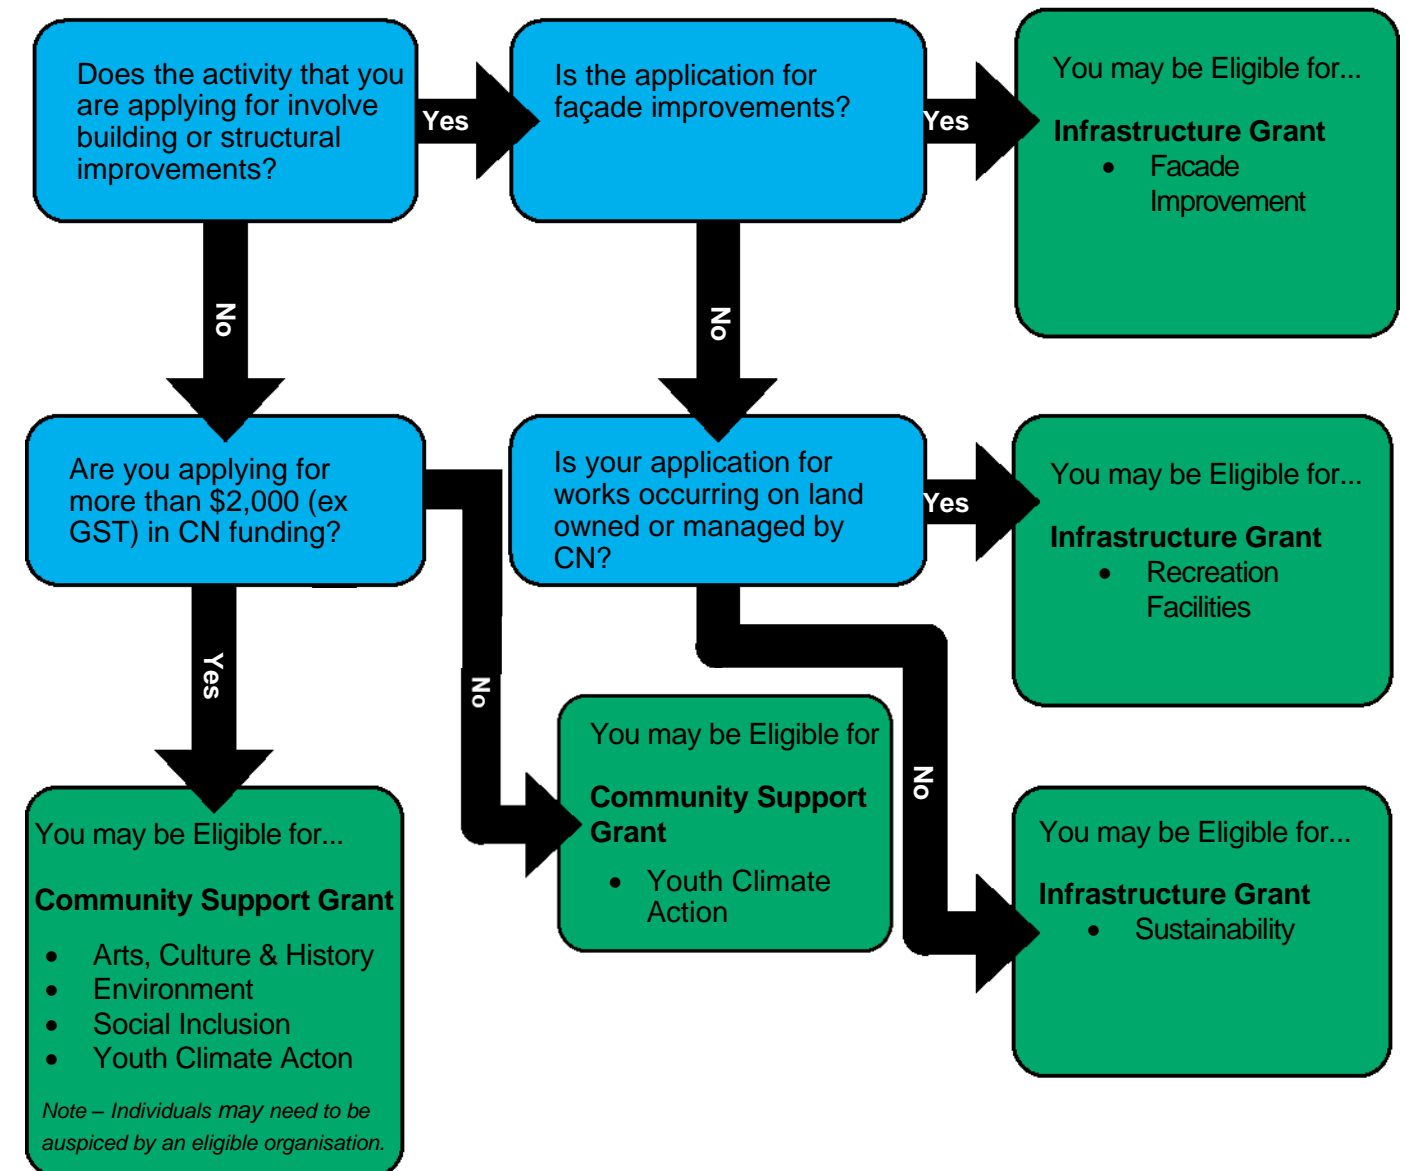 Does the activity that you
are applying for involve
building or structural
improvements?
Yes
Is the application for
façade improvements?
Yes
You may be Eligible for...
Infrastructure Grant
• Facade
Improvement
No
No
Are you applying for
more than $2,000 (ex
GST) in CN funding?
Is your application for
works occurring on land
owned or managed by
CN?
Yes
You may be Eligible for...
Infrastructure Grant
• Recreation
Facilities
Yes
No
You may be Eligible for
Community Support
Grant
• Youth Climate
Action
No
You may be Eligible for...
Infrastructure Grant
• Sustainability
You may be Eligible for...
Community Support Grant
• Arts, Culture & History
• Environment
• Social Inclusion
• Youth Climate Acton
Note – Individuals may need to be
auspiced by an eligible organisation.